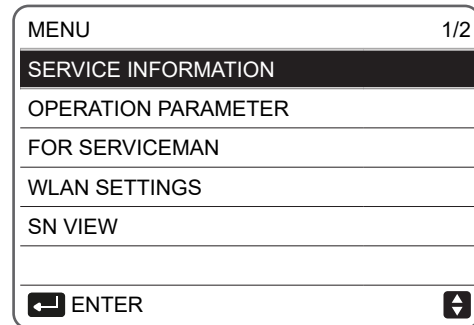 MENU 1/2
SERVICE INFORMATION
OPERATION PARAMETER
FOR SERVICEMAN
WLAN SETTINGS
SN VIEW
ENTER